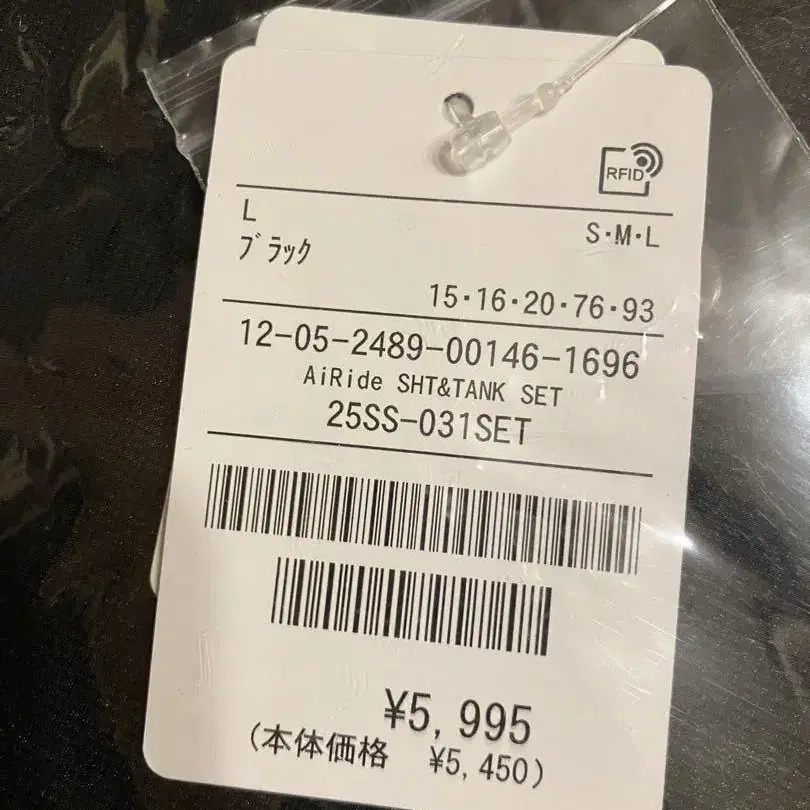 RFID
L
S・M・L
ﾌﾞﾗｯｸ
15・16・20・76・93
12-05-2489-00146-1696
AiRide SHT&TANK SET
25SS-031SET
¥5,995
(本体価格 ¥5,450)